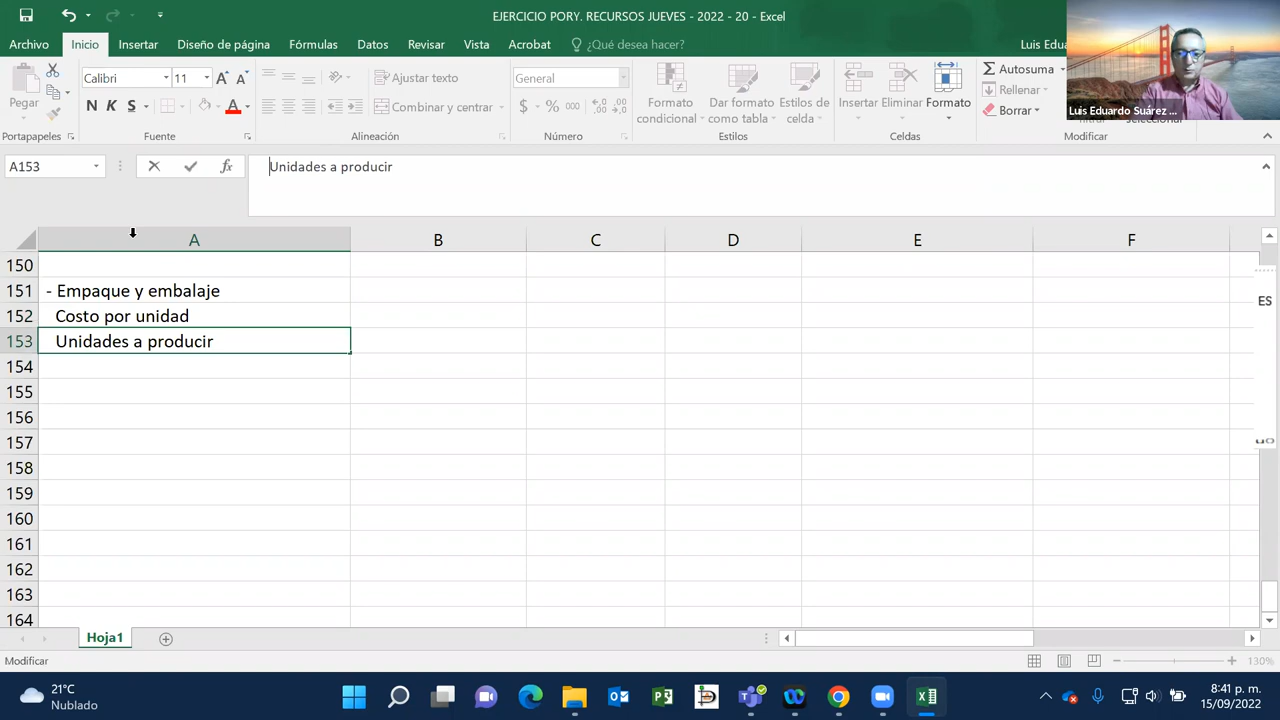 EJERCICIO PORY. RECURSOS JUEVES - 2022 - 20 - Excel
Archivo Inicio Insertar Diseño de página Fórmulas Datos Revisar Vista Acrobat ¿Qué desea hacer? Luis Edua
Pegar
Calibri 11
N K S
A A
Ajustar texto
Combinar y centrar
General
$ % 000
Formato condicional
Dar formato como tabla
Estilos de celda
Insertar Eliminar Formato
Autosuma
Rellenar
Borrar
Luis Eduardo Suárez ...
Portapapeles Fuente Alineación Número Estilos Celdas Modificar
A153 fx Unidades a producir
A B C D E F
150
151 - Empaque y embalaje
152 Costo por unidad
153 Unidades a producir
154
155
156
157
158
159
160
161
162
163
164
ES
Hoja1
Modificar 130%
21°C
Nublado
8:41 p. m.
15/09/2022